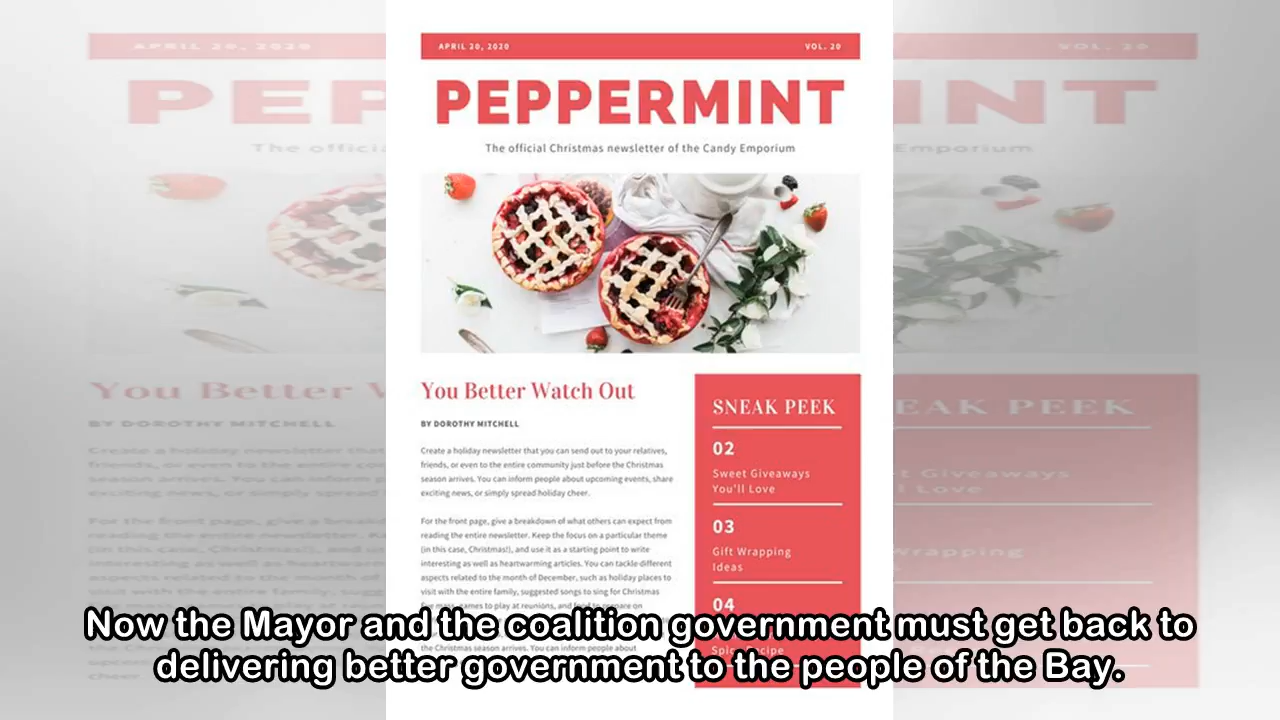 APRIL 20, 2020
VOL. 20
PEPPERMINT
The official Christmas newsletter of the Candy Emporium
You Better Watch Out
BY DOROTHY MITCHELL
Create a holiday newsletter that you can send out to your relatives,
friends, or even to the entire community just before the Christmas
season arrives. You can inform people about upcoming events, share
exciting news, or simply spread holiday cheer.
For the front page, give a breakdown of what others can expect from
reading the entire newsletter. Keep the focus on a particular theme
(in this case, Christmas!), and use it as a starting point to write
interesting as well as heartwarming articles. You can tackle different
aspects related to the month of December, such as holiday places to
visit with the entire family, suggested songs to sing for Christmas
games to play at reunions, and
the Christmas season arrives. You can inform people about
SNEAK PEEK
02
Sweet Giveaways
You'll Love
03
Gift Wrapping
Ideas
04
Recipe
Now the Mayor and the coalition government must get back to
delivering better government to the people of the Bay.